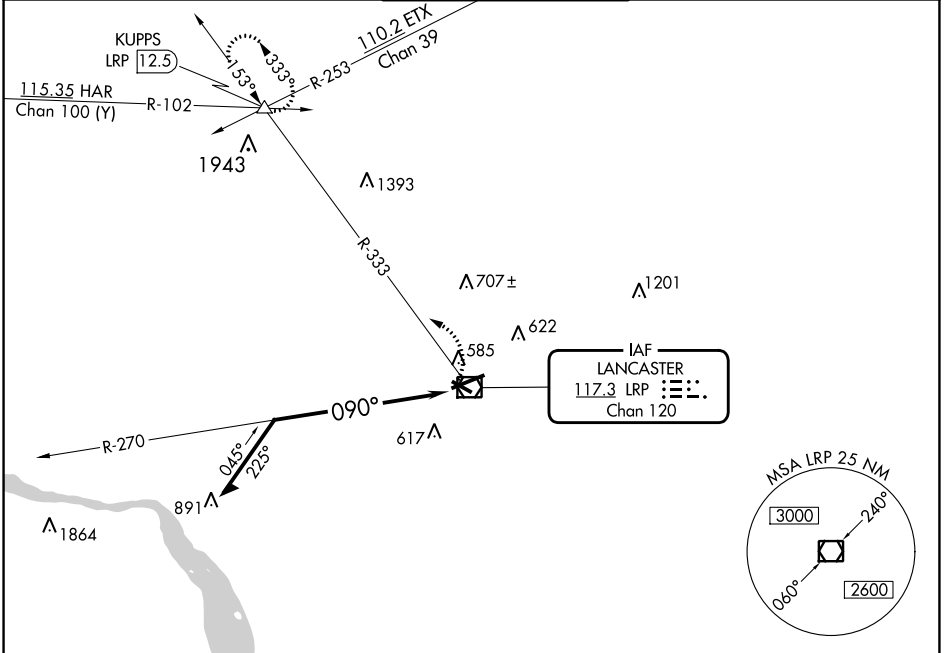 110.2 ETX
Chan 39
R-253
KUPPS
LRP 12.5
153°
333°
115.35 HAR
Chan 100 (Y)
R-102
1943
1393
R-333
707±
1201
622
585
IAF
LANCASTER
117.3 LRP
Chan 120
090°
R-270
617
045°
225°
891
1864
MSA LRP 25 NM
3000
240°
060°
2600